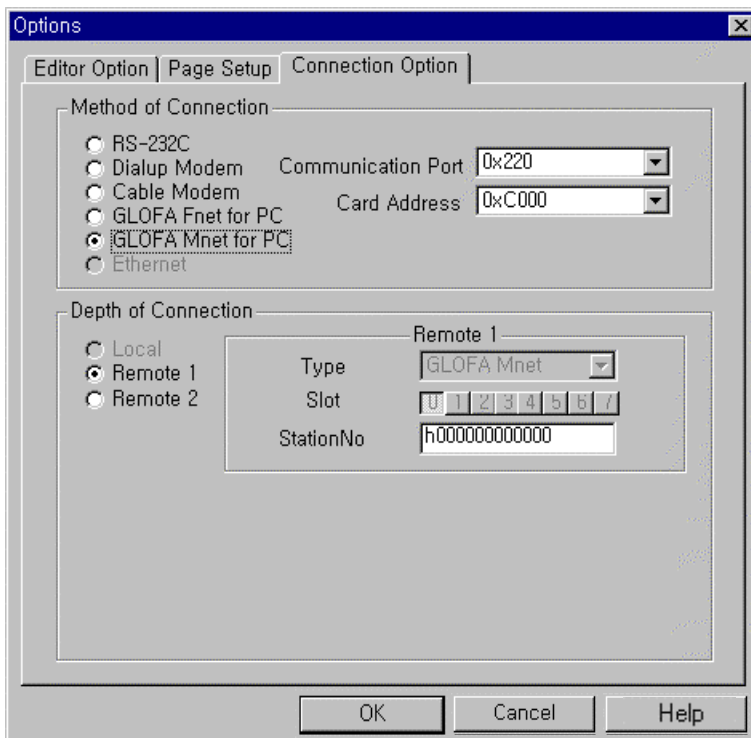 Options
Editor Option Page Setup Connection Option
Method of Connection
RS-232C
Dialup Modem
Cable Modem
GLOFA Fnet for PC
GLOFA Mnet for PC
Ethernet
Communication Port 0x220
Card Address 0xC000
Depth of Connection
Local
Remote 1
Remote 2
Remote 1
Type GLOFA Mnet
Slot 0 1 2 3 4 5 6 7
StationNo h000000000000
OK Cancel Help